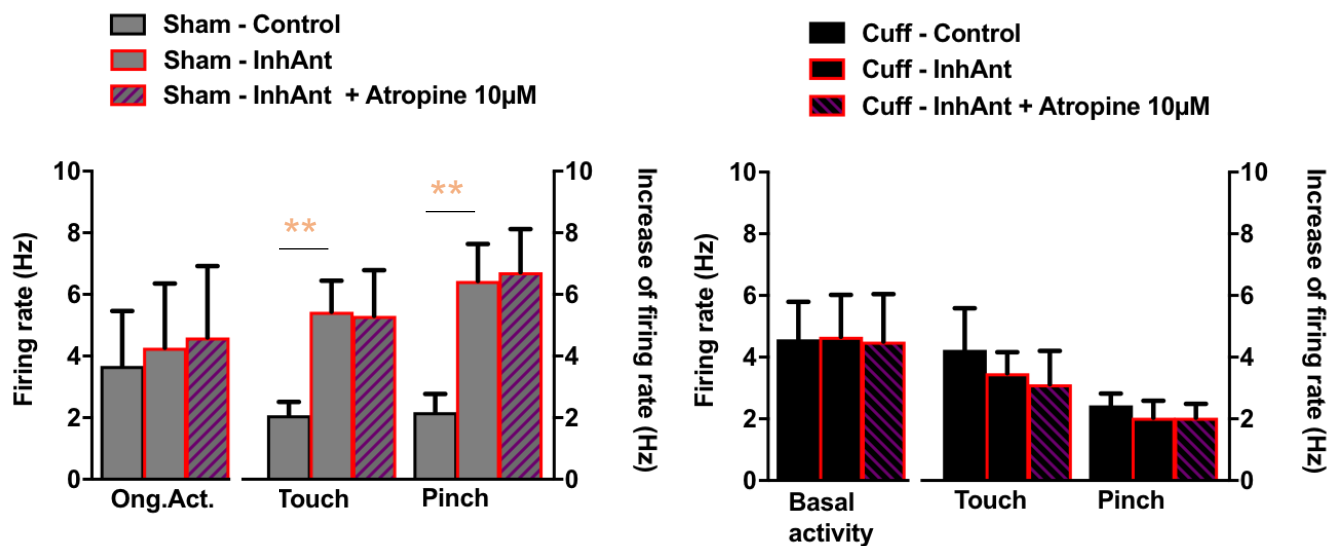 Sham - Control
Sham - InhAnt
Sham - InhAnt + Atropine 10µM
10
8
6
4
2
0
Firing rate (Hz)
**
**
10
8
6
4
2
0
Increase of firing rate (Hz)
Ong.Act.
Touch
Pinch
Cuff - Control
Cuff - InhAnt
Cuff - InhAnt + Atropine 10µM
10
8
6
4
2
0
Firing rate (Hz)
10
8
6
4
2
0
Increase of firing rate (Hz)
Basal
activity
Touch
Pinch